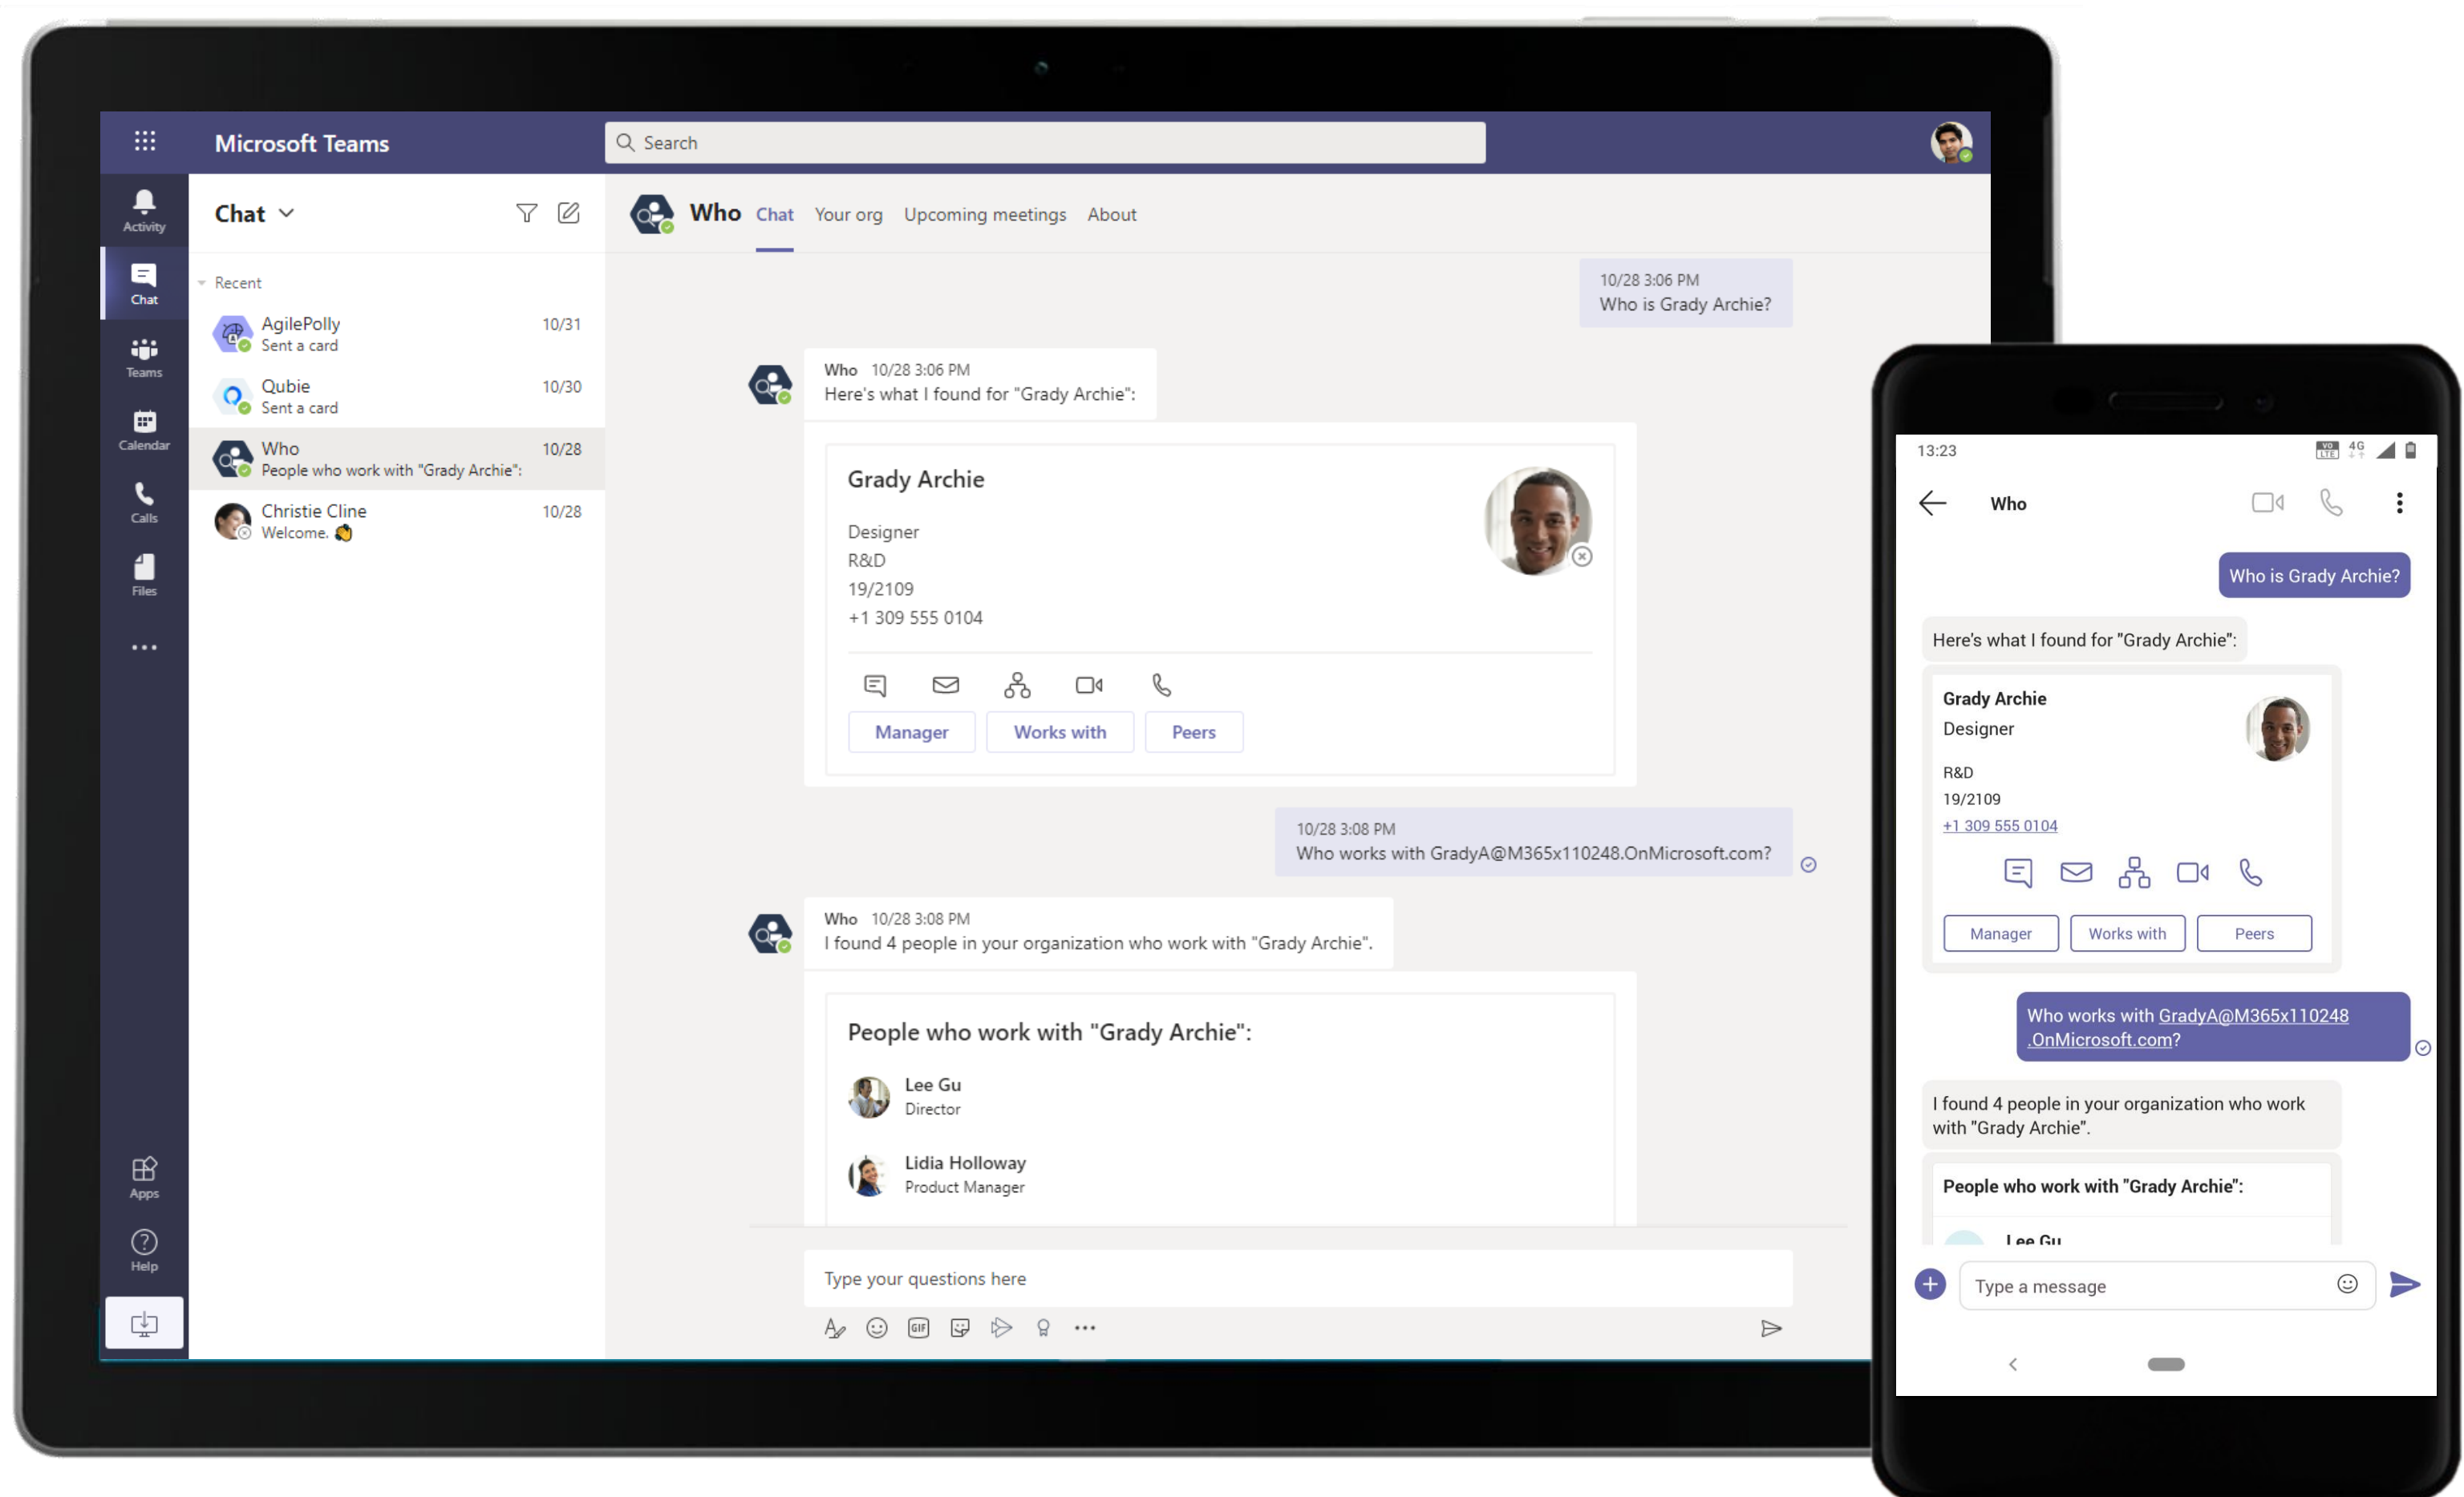 Microsoft Teams
Search
Activity
Chat
Teams
Calendar
Calls
Files
Apps
Help
Chat
Recent
AgilePolly 10/31
Sent a card
Qubie 10/30
Sent a card
Who 10/28
People who work with "Grady Archie":
Christie Cline 10/28
Welcome.
Who Chat Your org Upcoming meetings About
10/28 3:06 PM
Who is Grady Archie?
Who 10/28 3:06 PM
Here's what I found for "Grady Archie":
Grady Archie
Designer
R&D
19/2109
+1 309 555 0104
Manager Works with Peers
10/28 3:08 PM
Who works with GradyA@M365x110248.OnMicrosoft.com?
Who 10/28 3:08 PM
I found 4 people in your organization who work with "Grady Archie".
People who work with "Grady Archie":
Lee Gu
Director
Lidia Holloway
Product Manager
Type your questions here
GIF
13:23 VO LTE 4G
Who
Who is Grady Archie?
Here's what I found for "Grady Archie":
Grady Archie
Designer
R&D
19/2109
+1 309 555 0104
Manager Works with Peers
Who works with GradyA@M365x110248
.OnMicrosoft.com?
I found 4 people in your organization who work
with "Grady Archie".
People who work with "Grady Archie":
Lee Gu
Type a message